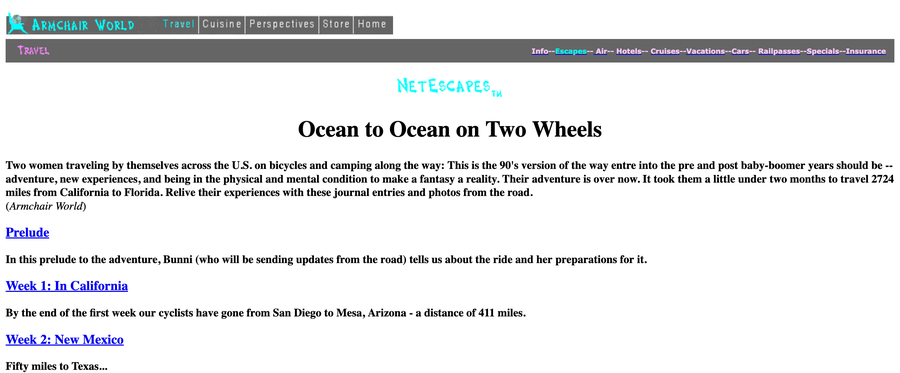 ARMCHAIR WORLD Travel Cuisine Perspectives Store Home
TRAVEL Info--Escapes-- Air-- Hotels-- Cruises--Vacations--Cars-- Railpasses--Specials--Insurance
NETESCAPES TM
Ocean to Ocean on Two Wheels
Two women traveling by themselves across the U.S. on bicycles and camping along the way: This is the 90's version of the way entre into the pre and post baby-boomer years should be --
adventure, new experiences, and being in the physical and mental condition to make a fantasy a reality. Their adventure is over now. It took them a little under two months to travel 2724
miles from California to Florida. Relive their experiences with these journal entries and photos from the road.
(Armchair World)
Prelude
In this prelude to the adventure, Bunni (who will be sending updates from the road) tells us about the ride and her preparations for it.
Week 1: In California
By the end of the first week our cyclists have gone from San Diego to Mesa, Arizona - a distance of 411 miles.
Week 2: New Mexico
Fifty miles to Texas...